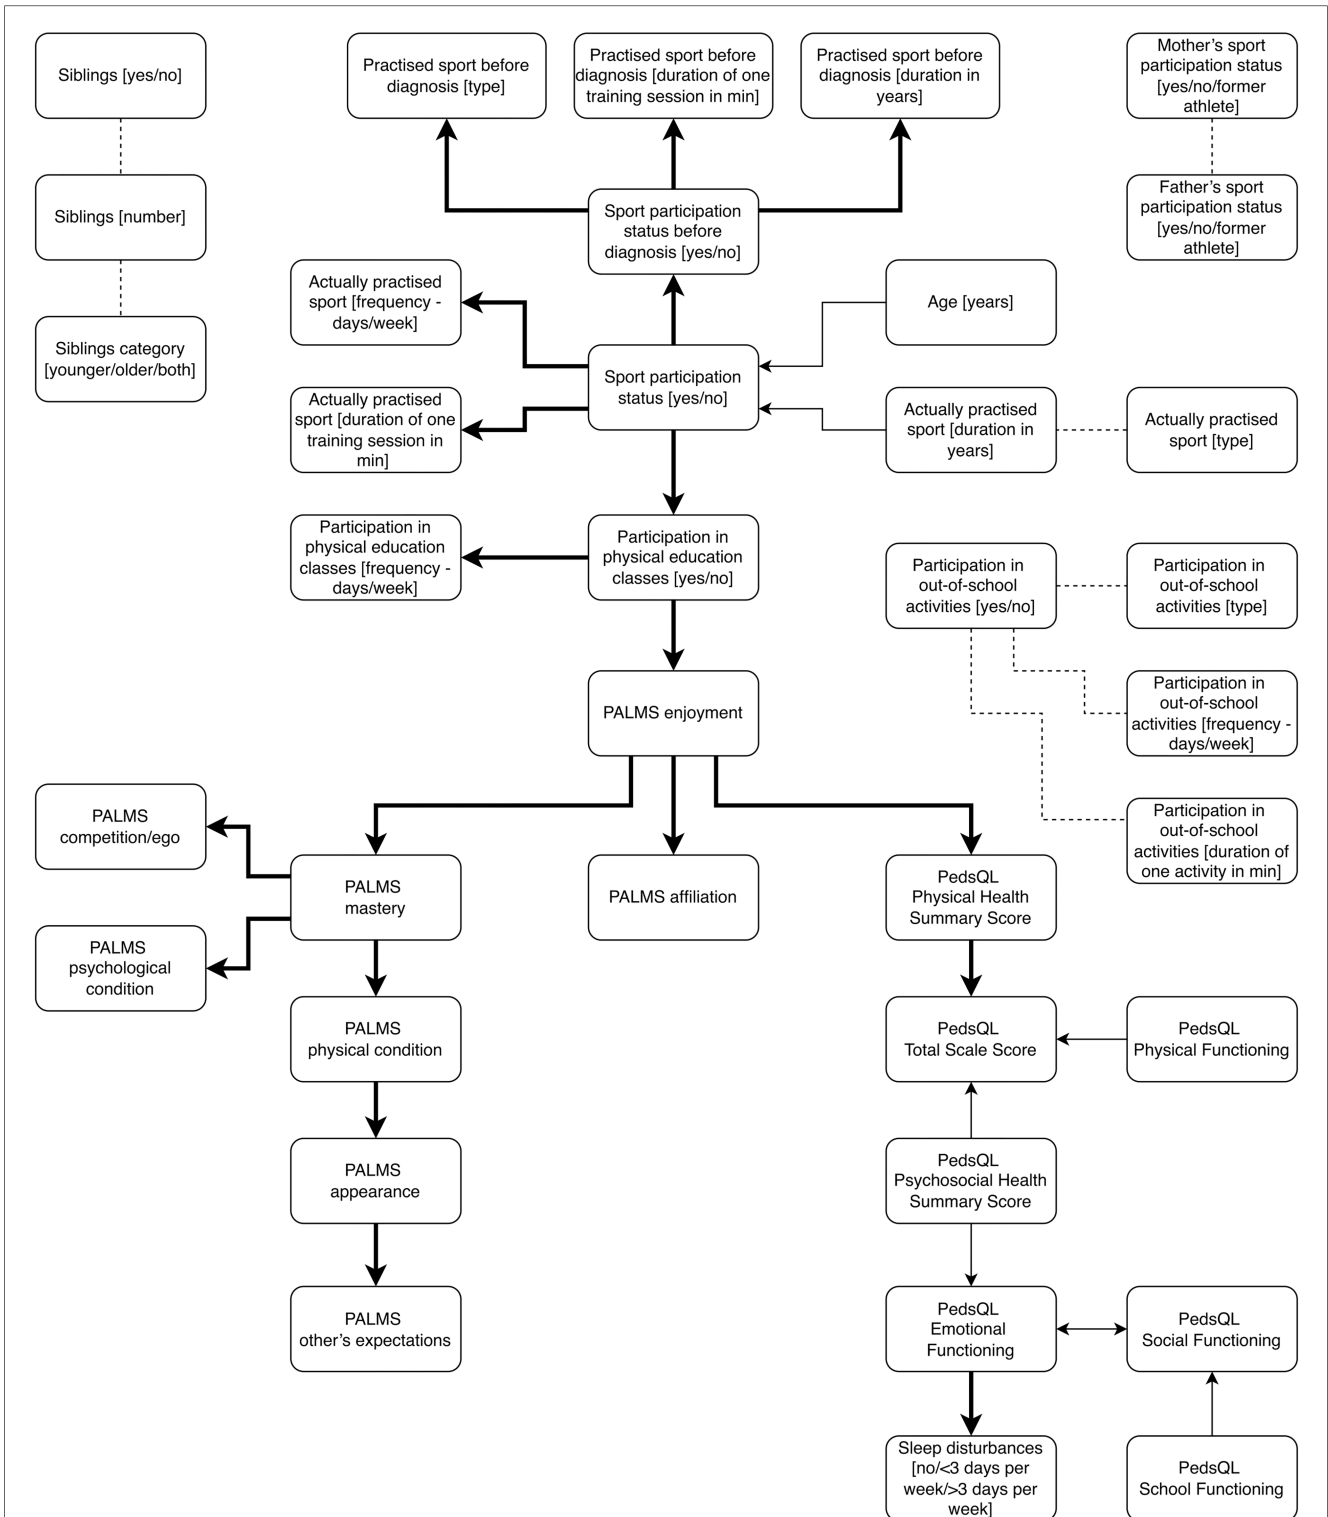 Siblings [yes/no]
Practised sport before
diagnosis [type]
Practised sport before
diagnosis [duration of one
training session in min]
Practised sport before
diagnosis [duration in
years]
Mother’s sport
participation status
[yes/no/former
athlete]
Siblings [number]
Sport participation
status before
diagnosis [yes/no]
Father’s sport
participation status
[yes/no/former
athlete]
Actually practised
sport [frequency -
days/week]
Age [years]
Siblings category
[younger/older/both]
Sport participation
status [yes/no]
Actually practised
sport [duration of one
training session in
min]
Actually practised
sport [duration in
years]
Actually practised
sport [type]
Participation in
physical education
classes [frequency -
days/week]
Participation in
physical education
classes [yes/no]
Participation in
out-of-school
activities [yes/no]
Participation in
out-of-school
activities [type]
PALMS enjoyment
Participation in
out-of-school
activities [frequency -
days/week]
PALMS
competition/ego
Participation in
out-of-school
activities [duration of
one activity in min]
PALMS
mastery
PALMS affiliation
PedsQL
Physical Health
Summary Score
PALMS
psychological
condition
PALMS
physical condition
PedsQL
Total Scale Score
PedsQL
Physical Functioning
PALMS
appearance
PedsQL
Psychosocial Health
Summary Score
PALMS
other’s expectations
PedsQL
Emotional
Functioning
PedsQL
Social Functioning
Sleep disturbances
[no/<3 days per
week/>3 days per
week]
PedsQL
School Functioning